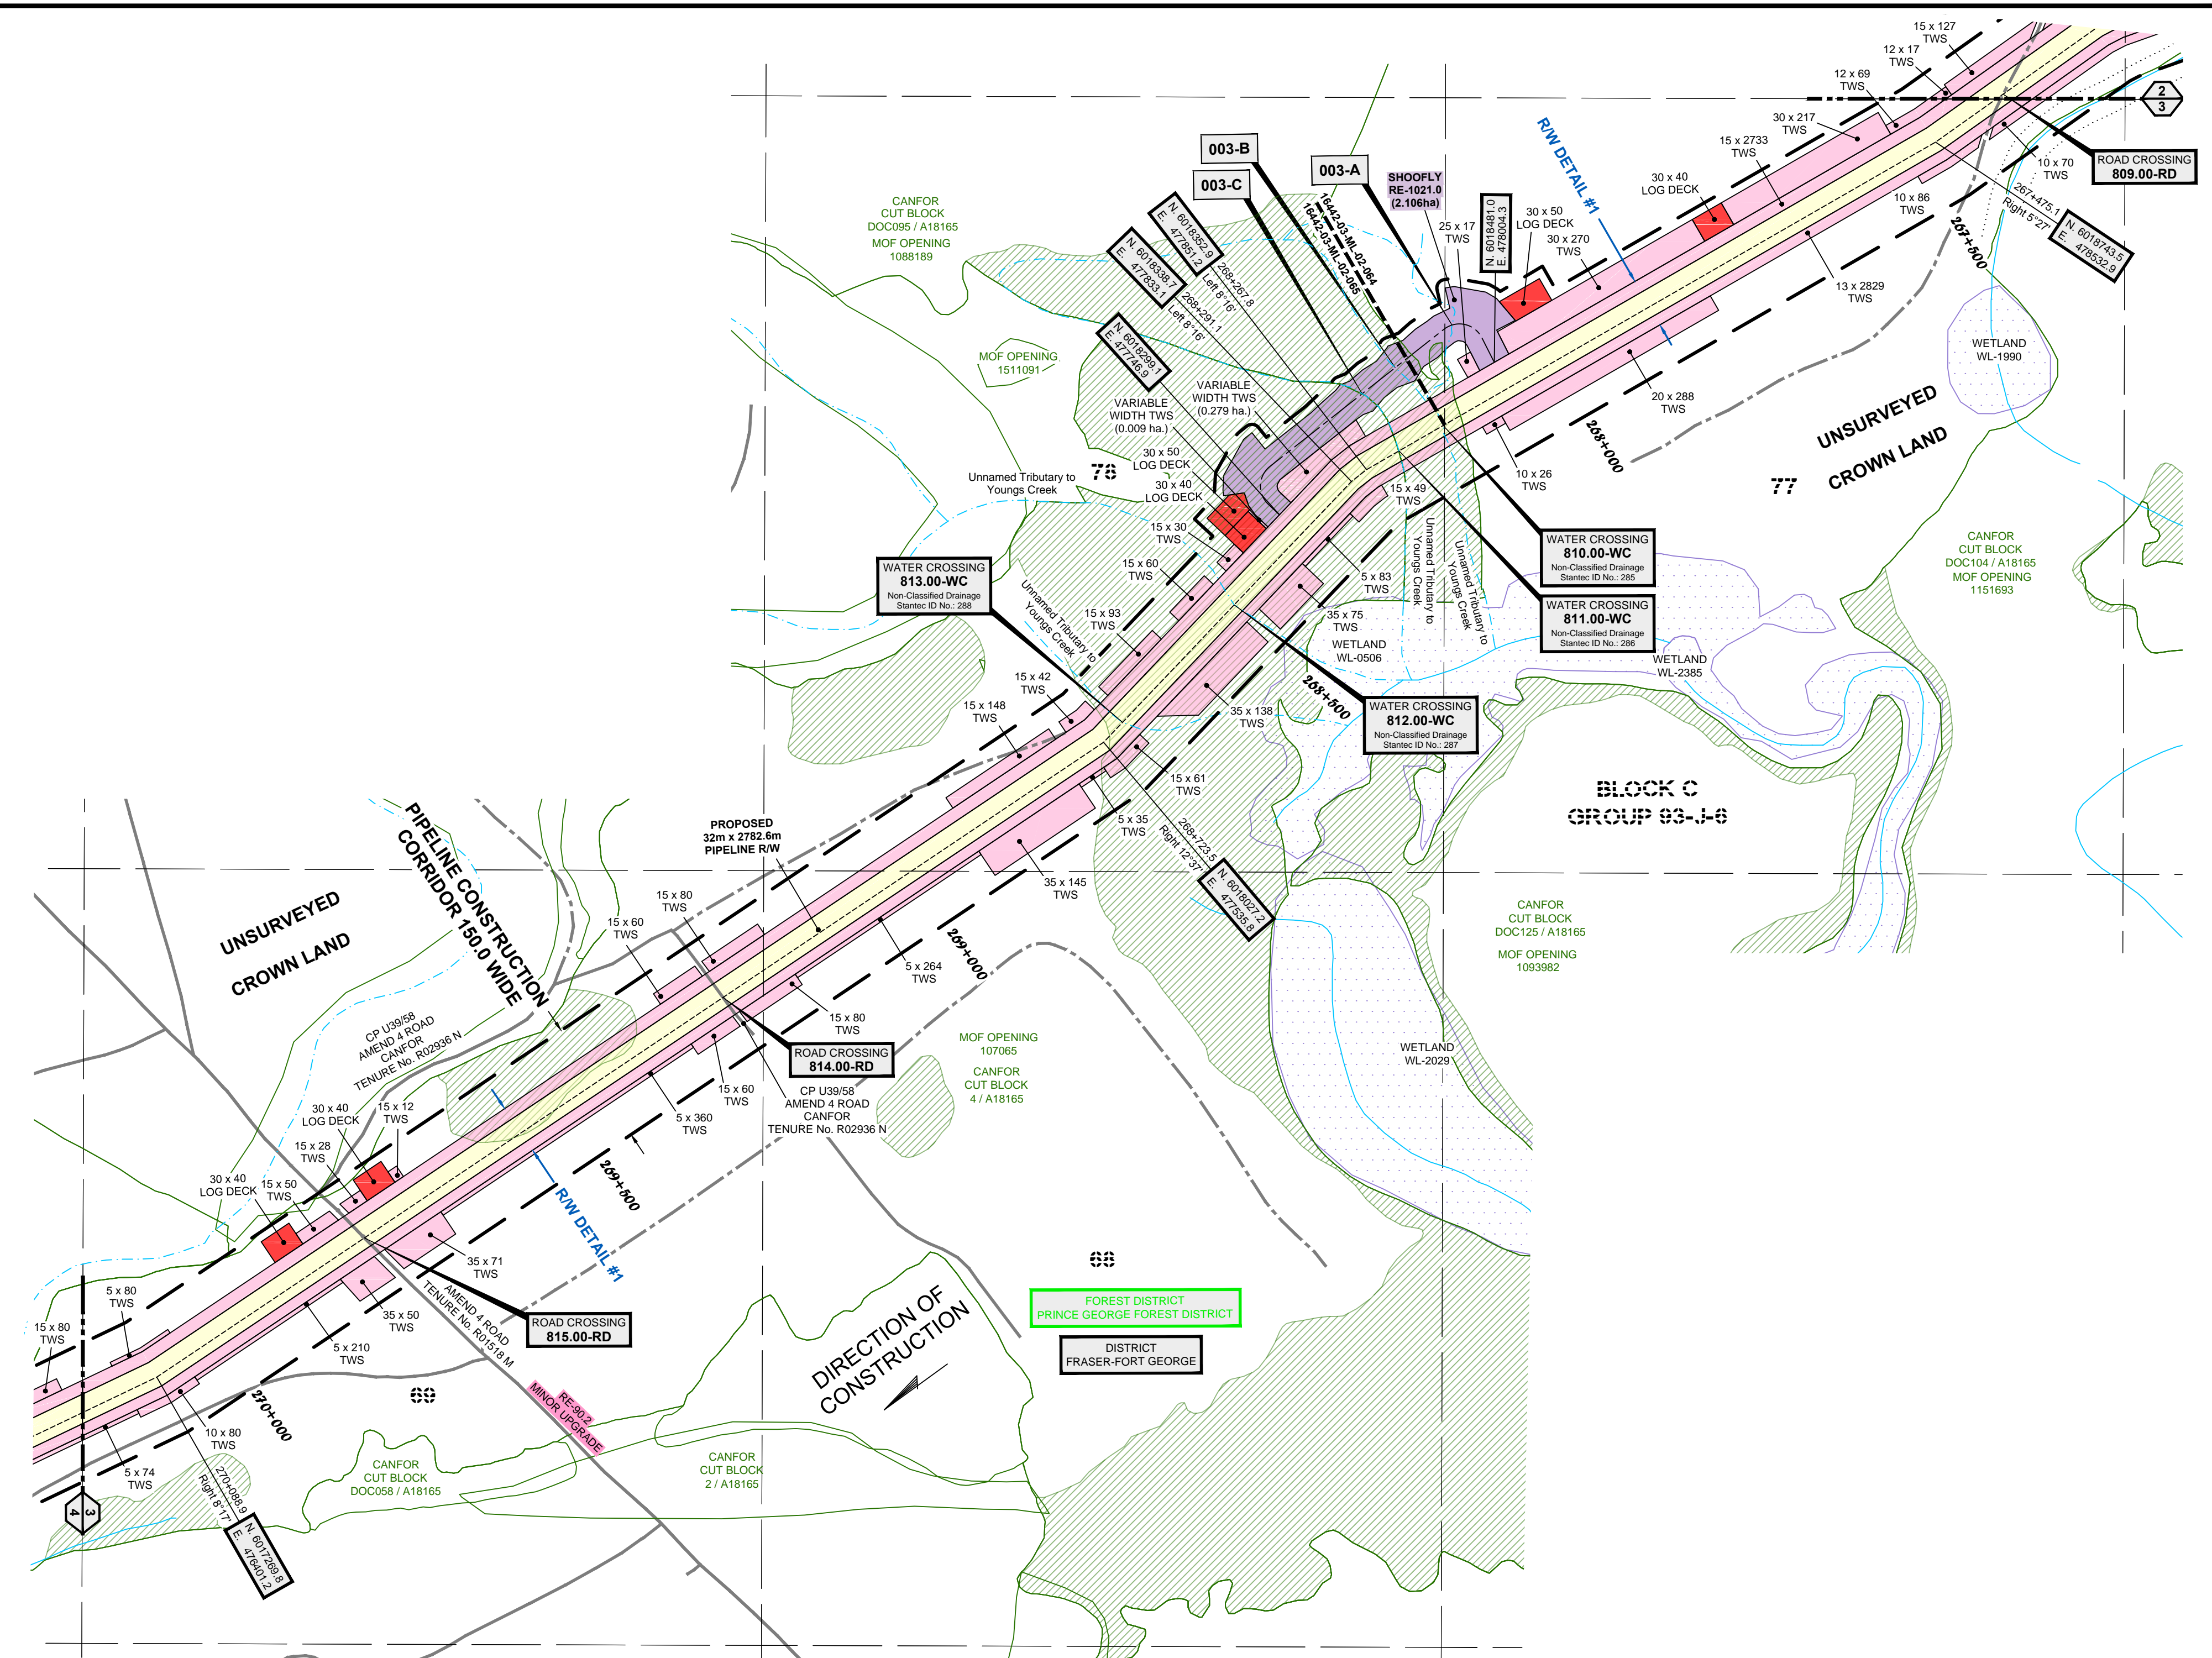 15 x 127
TWS
12 x 17
TWS
12 x 69
TWS
30 x 217
TWS
15 x 2733
TWS
30 x 40
LOG DECK
R/W DETAIL #1
2
3
ROAD CROSSING
809.00-RD
10 x 70
TWS
10 x 86
TWS
267+475.1
Right 5°27'
N. 6018743.5
E. 478532.9
267+500
13 x 2829
TWS
003-B
003-C
003-A
SHOOFLY
RE-1021.0
(2.106ha)
25 x 17
TWS
N. 6018481.0
E. 478004.3
30 x 50
LOG DECK
30 x 270
TWS
16442-03-ML-02-064
16442-03-ML-02-065
CANFOR
CUT BLOCK
DOC095 / A18165
MOF OPENING
1088189
N. 6018352.9
E. 477851.2
268+267.8
Left 8°16'
N. 6018338.7
E. 477833.1
268+291.1
Left 8°16'
N. 6018299.1
E. 477746.9
MOF OPENING
1511091
VARIABLE
WIDTH TWS
(0.279 ha.)
VARIABLE
WIDTH TWS
(0.009 ha.)
30 x 50
LOG DECK
30 x 40
LOG DECK
78
Unnamed Tributary to
Youngs Creek
15 x 30
TWS
15 x 60
TWS
15 x 93
TWS
15 x 42
TWS
15 x 148
TWS
WATER CROSSING
813.00-WC
Non-Classified Drainage
Stantec ID No.: 288
Unnamed Tributary to
Youngs Creek
WETLAND
WL-1990
UNSURVEYED
CROWN LAND
77
20 x 288
TWS
268+000
10 x 26
TWS
15 x 49
TWS
Unnamed Tributary to
Youngs Creek
Unnamed Tributary to
Youngs Creek
5 x 83
TWS
35 x 75
TWS
WETLAND
WL-0506
WATER CROSSING
810.00-WC
Non-Classified Drainage
Stantec ID No.: 285
WATER CROSSING
811.00-WC
Non-Classified Drainage
Stantec ID No.: 286
WETLAND
WL-2385
CANFOR
CUT BLOCK
DOC104 / A18165
MOF OPENING
1151693
268+500
35 x 138
TWS
WATER CROSSING
812.00-WC
Non-Classified Drainage
Stantec ID No.: 287
15 x 61
TWS
5 x 35
TWS
268+723.5
Right 12°37'
N. 6018027.2
E. 477535.8
BLOCK C
GROUP 93-J-6
PROPOSED
32m x 2782.6m
PIPELINE R/W
PIPELINE CONSTRUCTION
CORRIDOR 150.0 WIDE
UNSURVEYED
CROWN LAND
15 x 80
TWS
15 x 60
TWS
35 x 145
TWS
269+000
5 x 264
TWS
15 x 80
TWS
ROAD CROSSING
814.00-RD
CP U39/58
AMEND 4 ROAD
CANFOR
TENURE No. R02936 N
15 x 60
TWS
5 x 360
TWS
MOF OPENING
107065
CANFOR
CUT BLOCK
4 / A18165
CANFOR
CUT BLOCK
DOC125 / A18165
MOF OPENING
1093982
WETLAND
WL-2029
CP U39/58
AMEND 4 ROAD
CANFOR
TENURE No. R02936 N
30 x 40
LOG DECK
15 x 12
TWS
15 x 28
TWS
30 x 40
LOG DECK
15 x 50
TWS
269+500
R/W DETAIL #1
35 x 71
TWS
35 x 50
TWS
AMEND 4 ROAD
TENURE No. R01518 M
ROAD CROSSING
815.00-RD
5 x 80
TWS
15 x 80
TWS
5 x 210
TWS
270+000
10 x 80
TWS
5 x 74
TWS
270+088.9
Right 8°17'
N. 6017269.8
E. 476401.2
3
4
89
88
RE-90.2
MINOR UPGRADE
CANFOR
CUT BLOCK
DOC058 / A18165
CANFOR
CUT BLOCK
2 / A18165
DIRECTION OF
CONSTRUCTION
FOREST DISTRICT
PRINCE GEORGE FOREST DISTRICT
DISTRICT
FRASER-FORT GEORGE